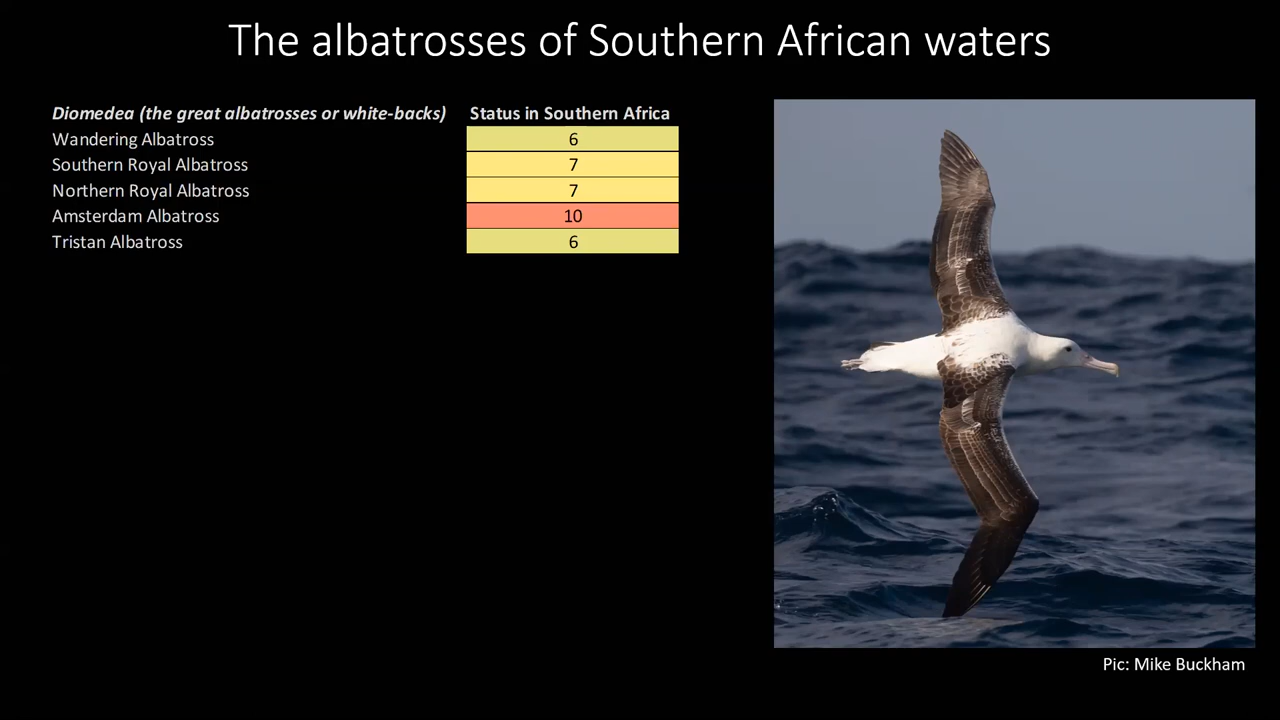 The albatrosses of Southern African waters
Diomedea (the great albatrosses or white-backs) Status in Southern Africa
Wandering Albatross 6
Southern Royal Albatross 7
Northern Royal Albatross 7
Amsterdam Albatross 10
Tristan Albatross 6
Pic: Mike Buckham